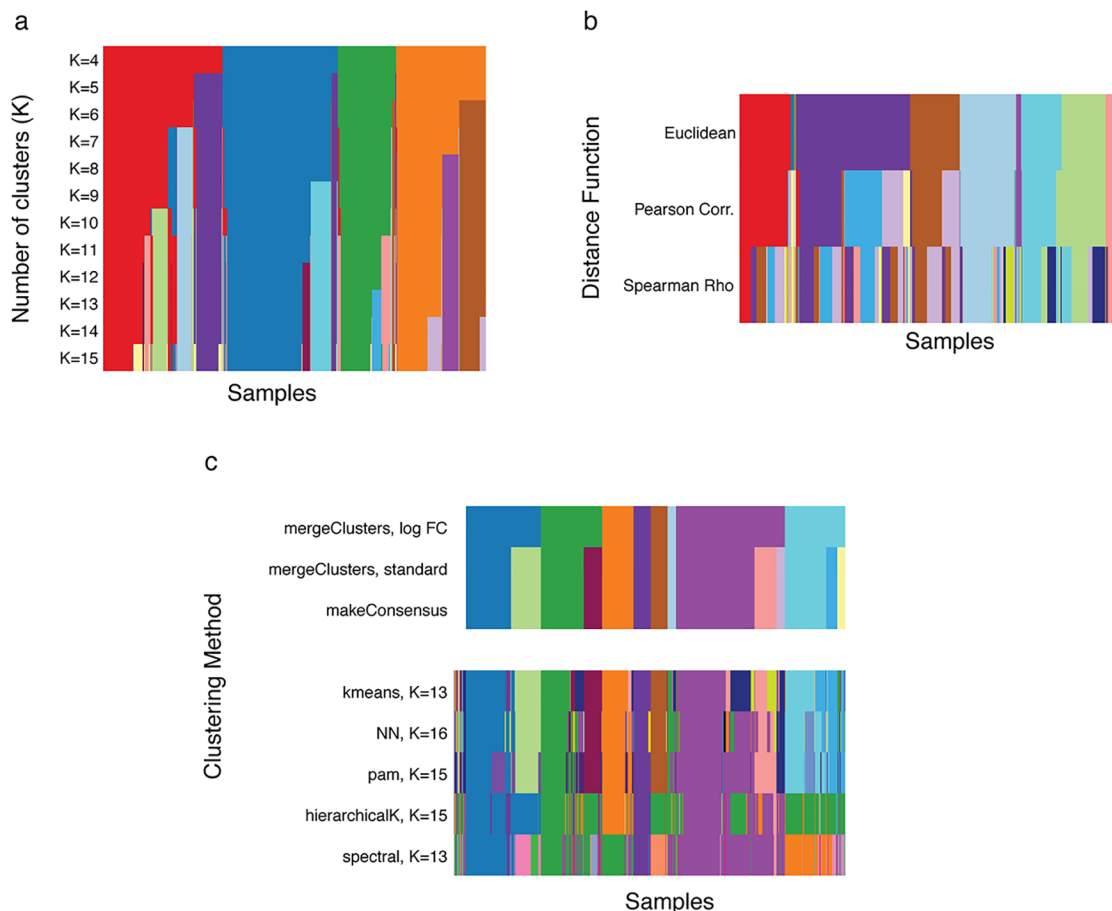 a
Number of clusters (K)
K=4
K=5
K=6
K=7
K=8
K=9
K=10
K=11
K=12
K=13
K=14
K=15
Samples
b
Distance Function
Euclidean
Pearson Corr.
Spearman Rho
Samples
c
Clustering Method
mergeClusters, log FC
mergeClusters, standard
makeConsensus
kmeans, K=13
NN, K=16
pam, K=15
hierarchicalK, K=15
spectral, K=13
Samples